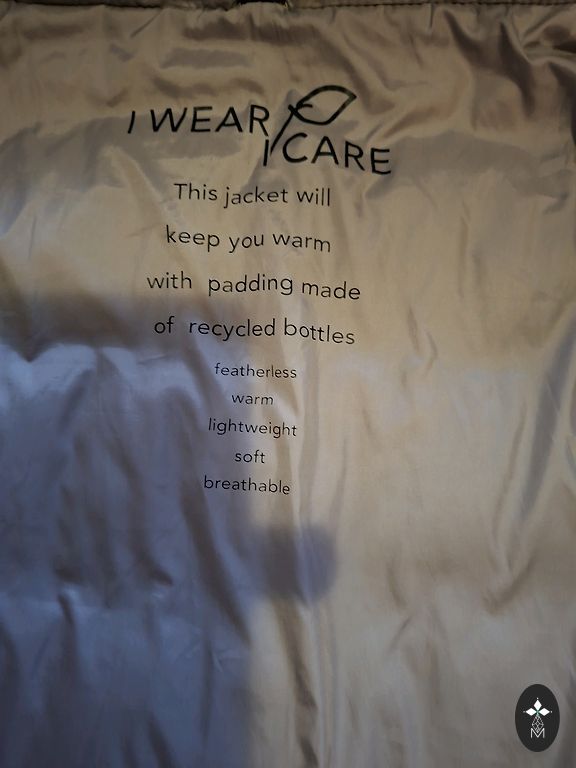 I WEAR
I CARE
This jacket will
keep you warm
with padding made
of recycled bottles
featherless
warm
lightweight
soft
breathable
M